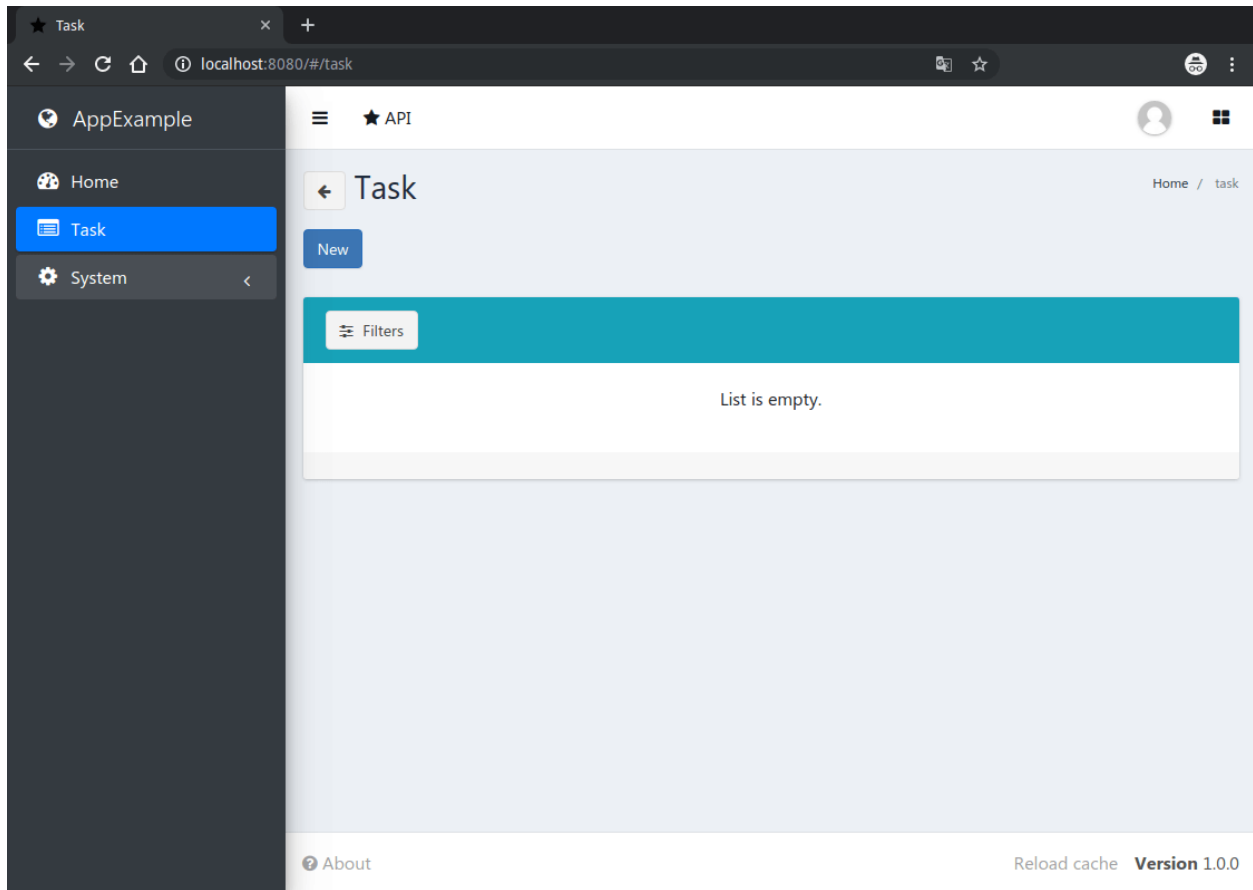 Task
localhost:8080/#/task
AppExample
API
Home
Task
System
Task
Home / task
New
Filters
List is empty.
About
Reload cache Version 1.0.0